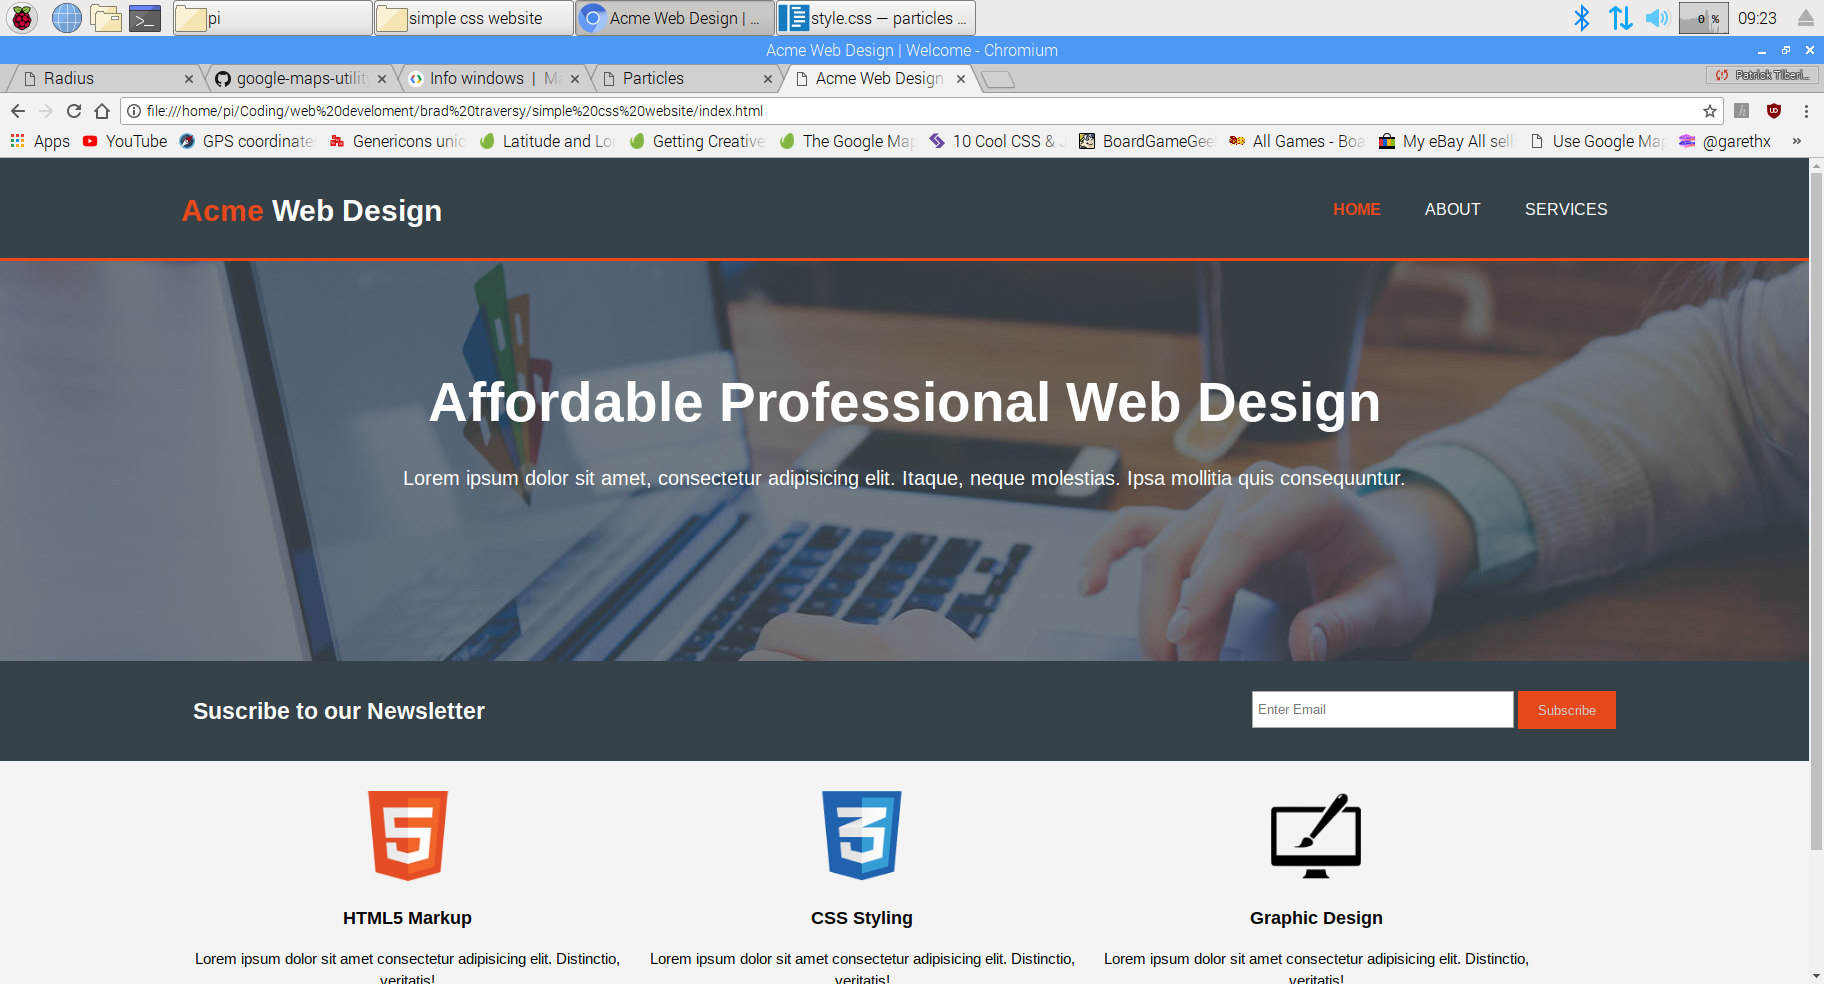 pi simple css website Acme Web Design | ... style.css — particles ... 0 % 09:23
Acme Web Design | Welcome - Chromium
Radius google-maps-utility Info windows | Ma Particles Acme Web Design Patrick Tilberi...
file:///home/pi/Coding/web%20develoment/brad%20traversy/simple%20css%20website/index.html
Apps YouTube GPS coordinate Genericons unic Latitude and Lon Getting Creative The Google Map 10 Cool CSS & J BoardGameGee All Games - Boa My eBay All sell Use Google Map @garethx »
Acme Web Design HOME ABOUT SERVICES
Affordable Professional Web Design
Lorem ipsum dolor sit amet, consectetur adipisicing elit. Itaque, neque molestias. Ipsa mollitia quis consequuntur.
Suscribe to our Newsletter Enter Email Subscribe
HTML5 Markup CSS Styling Graphic Design
Lorem ipsum dolor sit amet consectetur adipisicing elit. Distinctio, Lorem ipsum dolor sit amet consectetur adipisicing elit. Distinctio, Lorem ipsum dolor sit amet consectetur adipisicing elit. Distinctio,
veritatis! veritatis! veritatis!